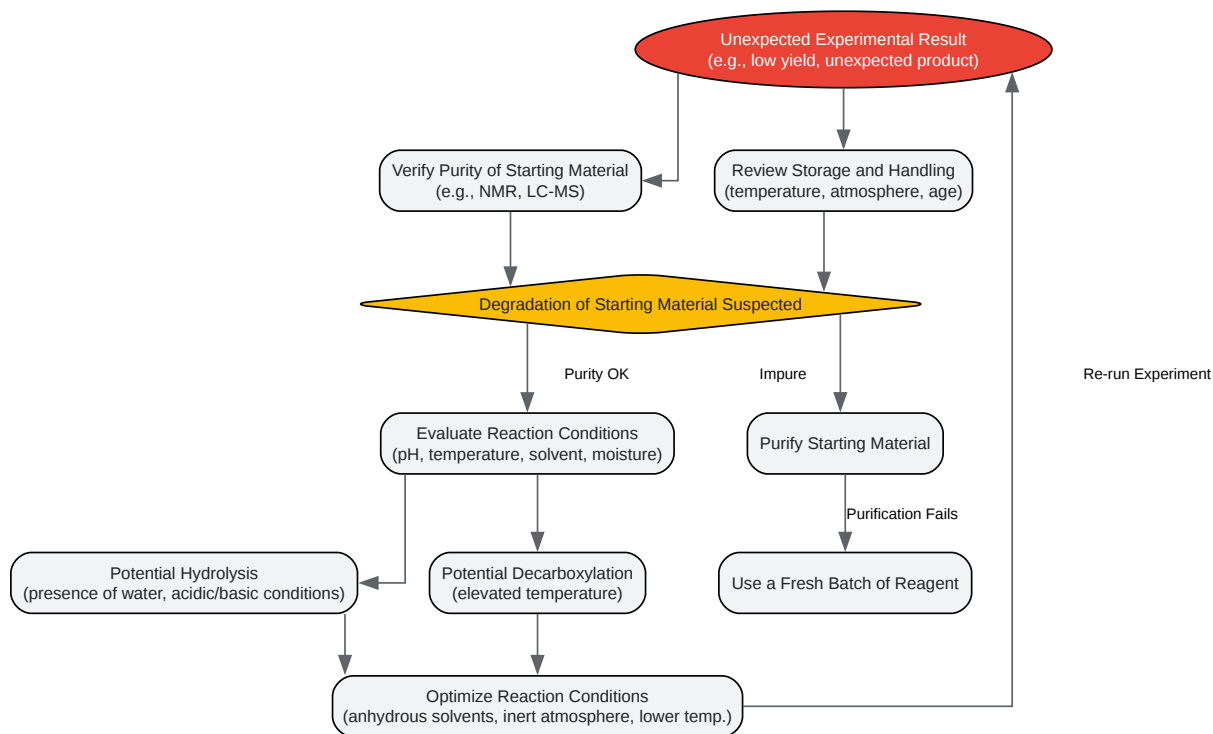 Unexpected Experimental Result
(e.g., low yield, unexpected product)
Verify Purity of Starting Material
(e.g., NMR, LC-MS)
Review Storage and Handling
(temperature, atmosphere, age)
Degradation of Starting Material Suspected
Purity OK
Impure
Re-run Experiment
Evaluate Reaction Conditions
(pH, temperature, solvent, moisture)
Purify Starting Material
Purification Fails
Potential Hydrolysis
(presence of water, acidic/basic conditions)
Potential Decarboxylation
(elevated temperature)
Use a Fresh Batch of Reagent
Optimize Reaction Conditions
(anhydrous solvents, inert atmosphere, lower temp.)